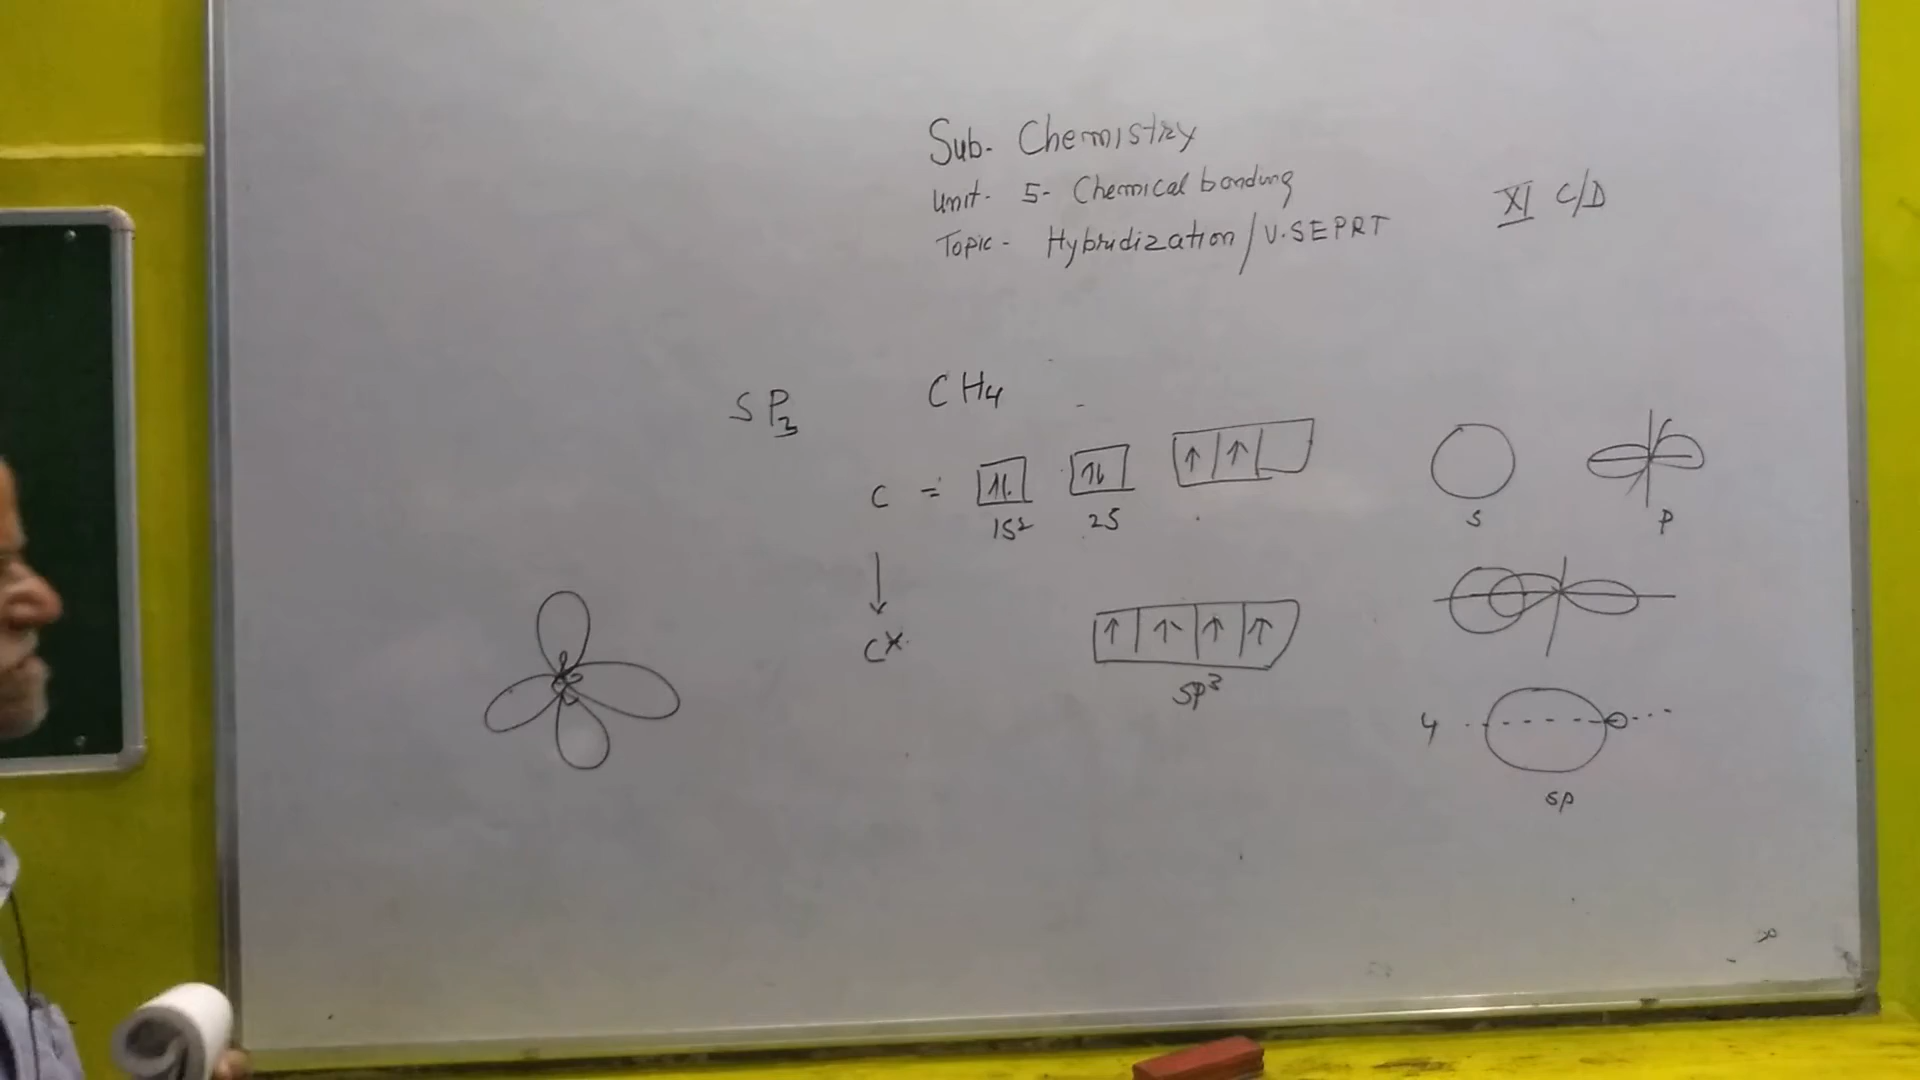 Sub. Chemistry
Unit. 5- Chemical bonding
XI C/D
Topic- Hybridization / V.SEPRT
SP3
CH4
C = ↿⇂ ↿⇂ ↑ ↑
1S² 2S
S P
C*
↑ ↑ ↑ ↑
SP³
4
SP